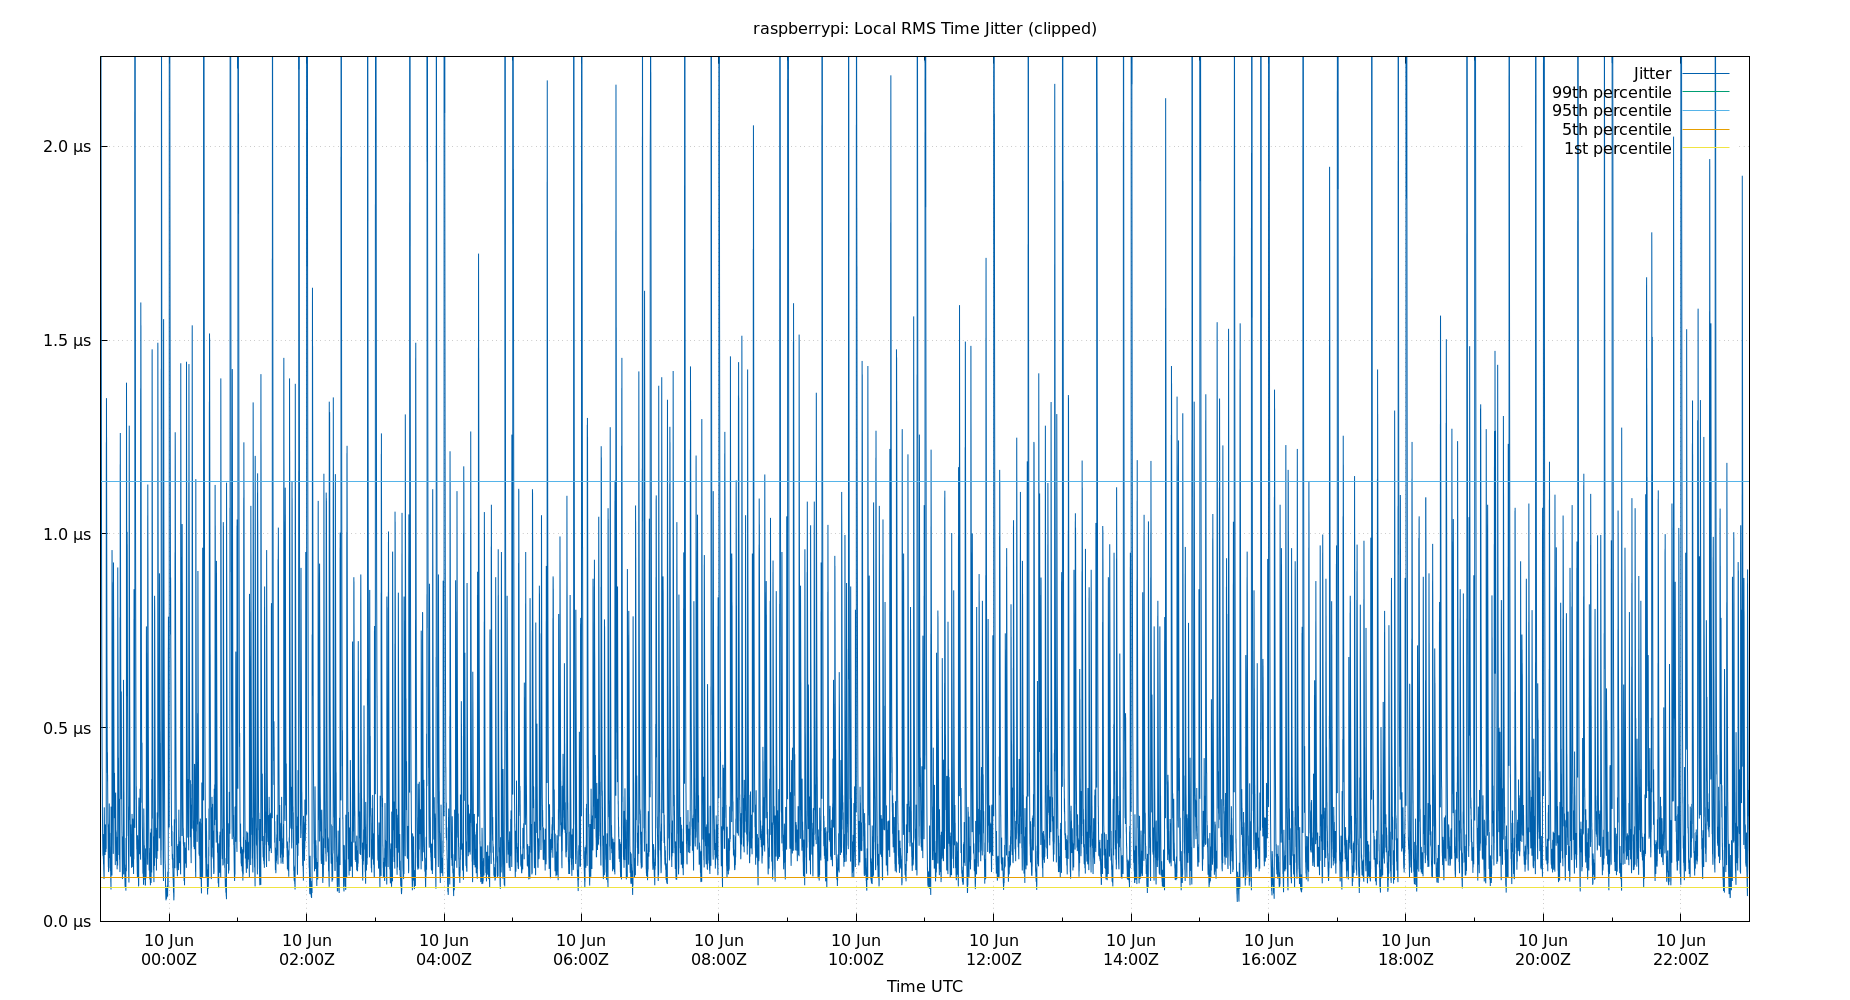 raspberrypi: Local RMS Time Jitter (clipped)
Jitter
99th percentile
95th percentile
5th percentile
1st percentile
2.0 µs
1.5 µs
1.0 µs
0.5 µs
0.0 µs
10 Jun 10 Jun 10 Jun 10 Jun 10 Jun 10 Jun 10 Jun 10 Jun 10 Jun 10 Jun 10 Jun 10 Jun
00:00Z 02:00Z 04:00Z 06:00Z 08:00Z 10:00Z 12:00Z 14:00Z 16:00Z 18:00Z 20:00Z 22:00Z
Time UTC